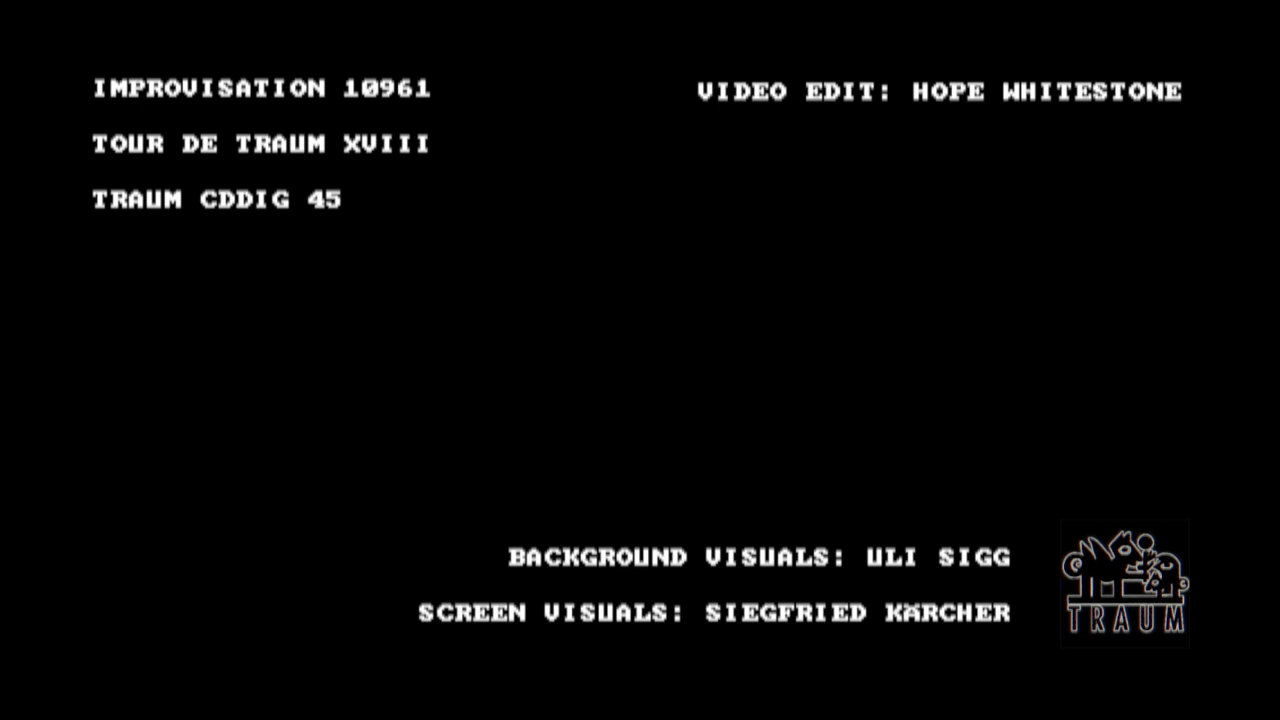 IMPROVISATION 10961
VIDEO EDIT: HOPE WHITESTONE
TOUR DE TRAUM XVIII
TRAUM CDDIG 45
BACKGROUND VISUALS: ULI SIGG
SCREEN VISUALS: SIEGFRIED KÄRCHER
TRAUM